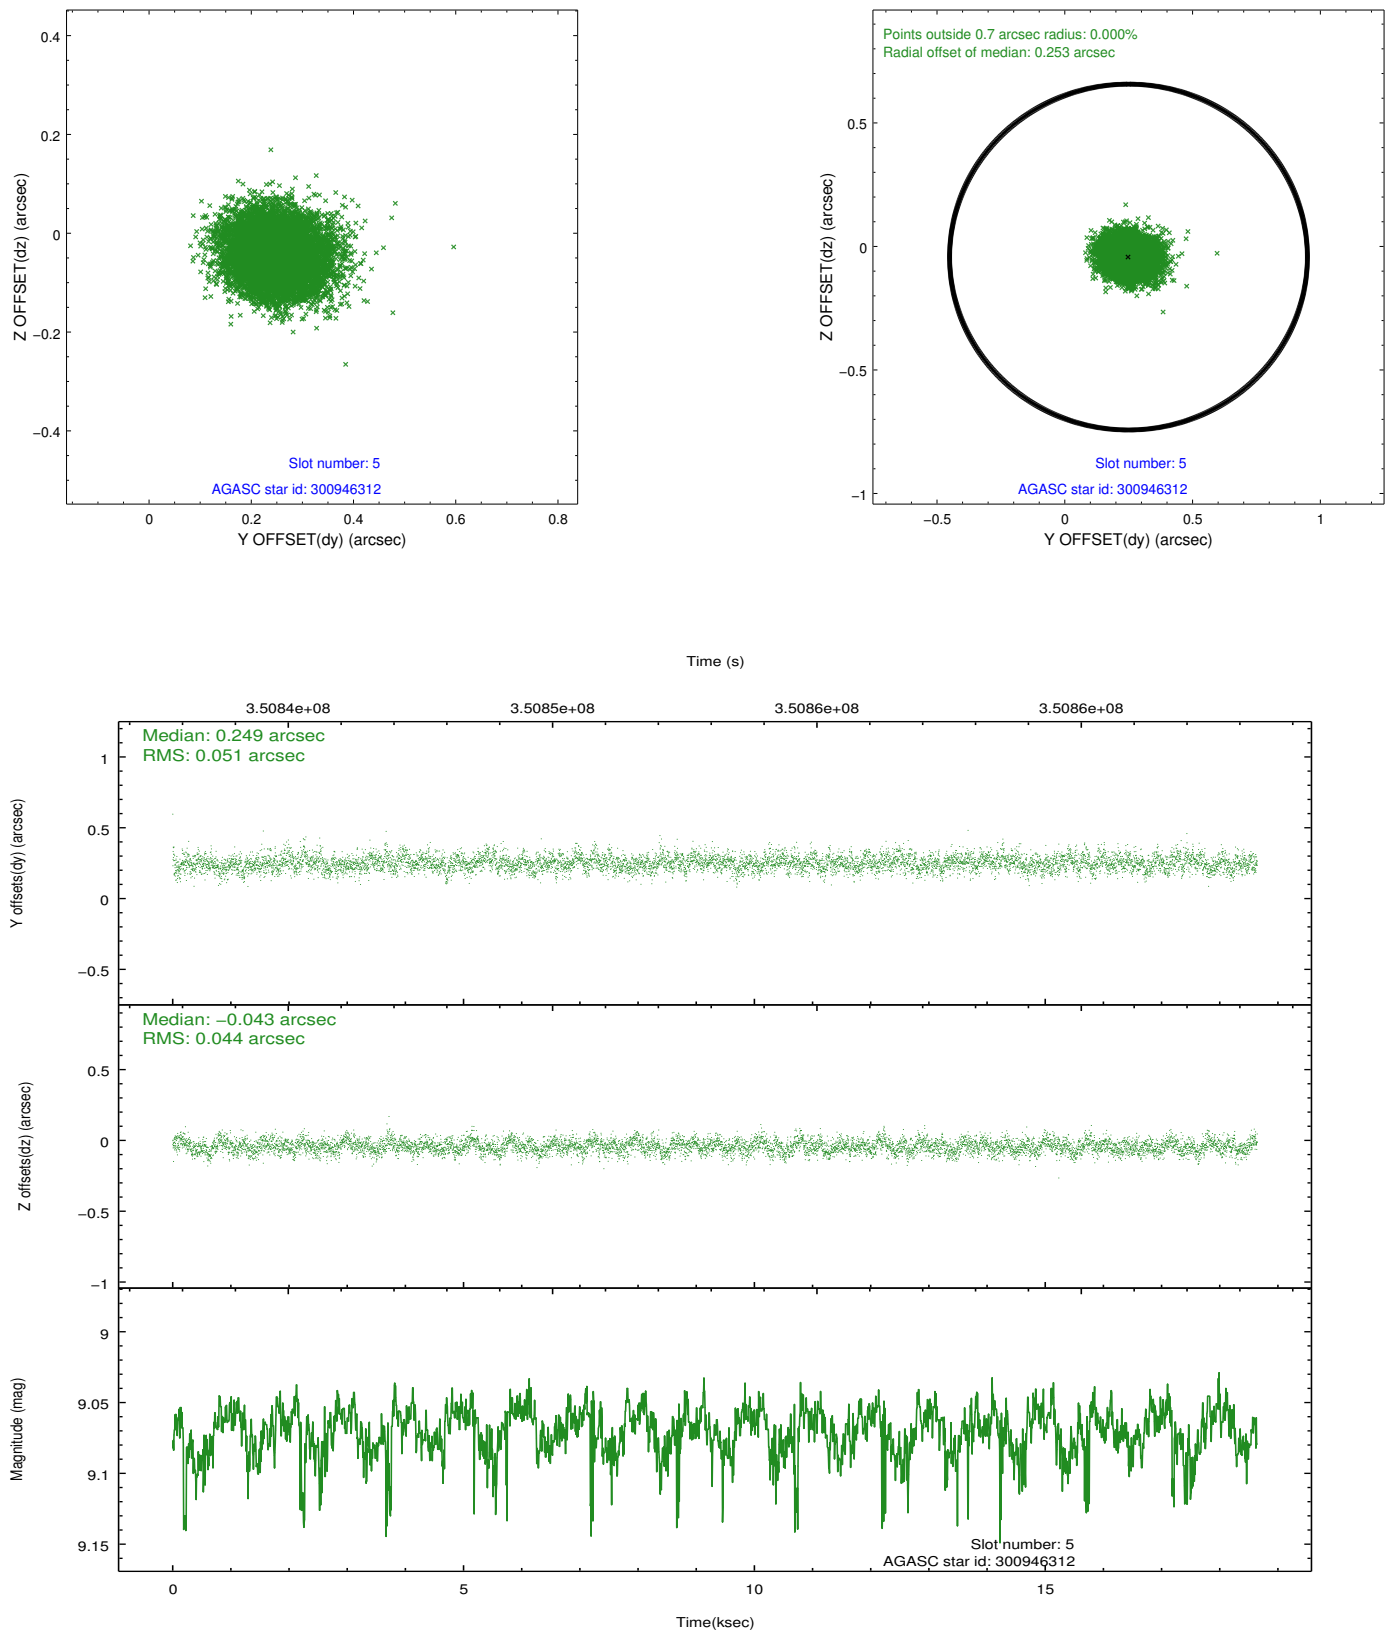 0.4
0.2
0
−0.2
−0.4
Z OFFSET(dz) (arcsec)
Slot number: 5
AGASC star id: 300946312
0 0.2 0.4 0.6 0.8
Y OFFSET(dy) (arcsec)
Points outside 0.7 arcsec radius: 0.000%
Radial offset of median: 0.253 arcsec
0.5
0
−0.5
−1
Z OFFSET(dz) (arcsec)
Slot number: 5
AGASC star id: 300946312
−0.5 0 0.5 1
Y OFFSET(dy) (arcsec)
Time (s)
3.5084e+08 3.5085e+08 3.5086e+08 3.5086e+08
Median: 0.249 arcsec
RMS: 0.051 arcsec
1
0.5
0
−0.5
Y offsets(dy) (arcsec)
Median: −0.043 arcsec
RMS: 0.044 arcsec
0.5
0
−0.5
−1
Z offsets(dz) (arcsec)
9
9.05
9.1
9.15
Magnitude (mag)
Slot number: 5
AGASC star id: 300946312
0 5 10 15
Time(ksec)